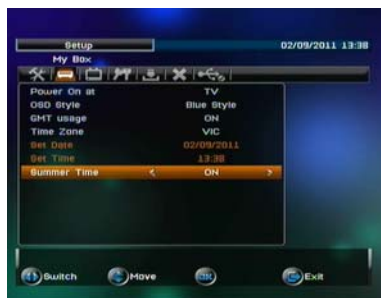 Setup 02/09/2011 13:38
My Box
Power On at TV
OSD Style Blue Style
GMT usage ON
Time Zone VIC
Set Date 02/09/2011
Set Time 13:38
Summer Time < ON >
Switch Move OK Exit